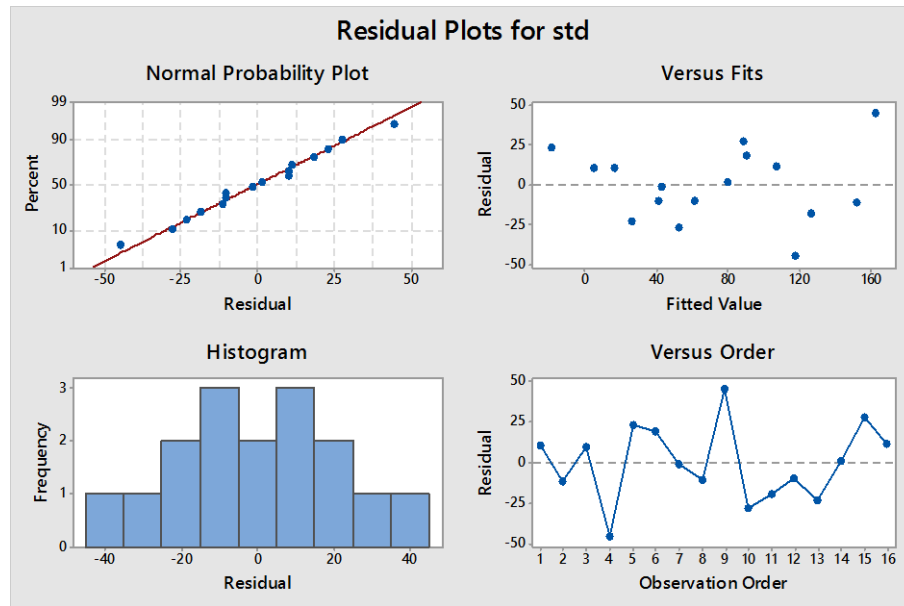 Residual Plots for std
Normal Probability Plot
99
90
50
10
1
Percent
-50 -25 0 25 50
Residual
Versus Fits
50
25
0
-25
-50
Residual
0 40 80 120 160
Fitted Value
Histogram
3
2
1
0
Frequency
-40 -20 0 20 40
Residual
Versus Order
50
25
0
-25
-50
Residual
1 2 3 4 5 6 7 8 9 10 11 12 13 14 15 16
Observation Order